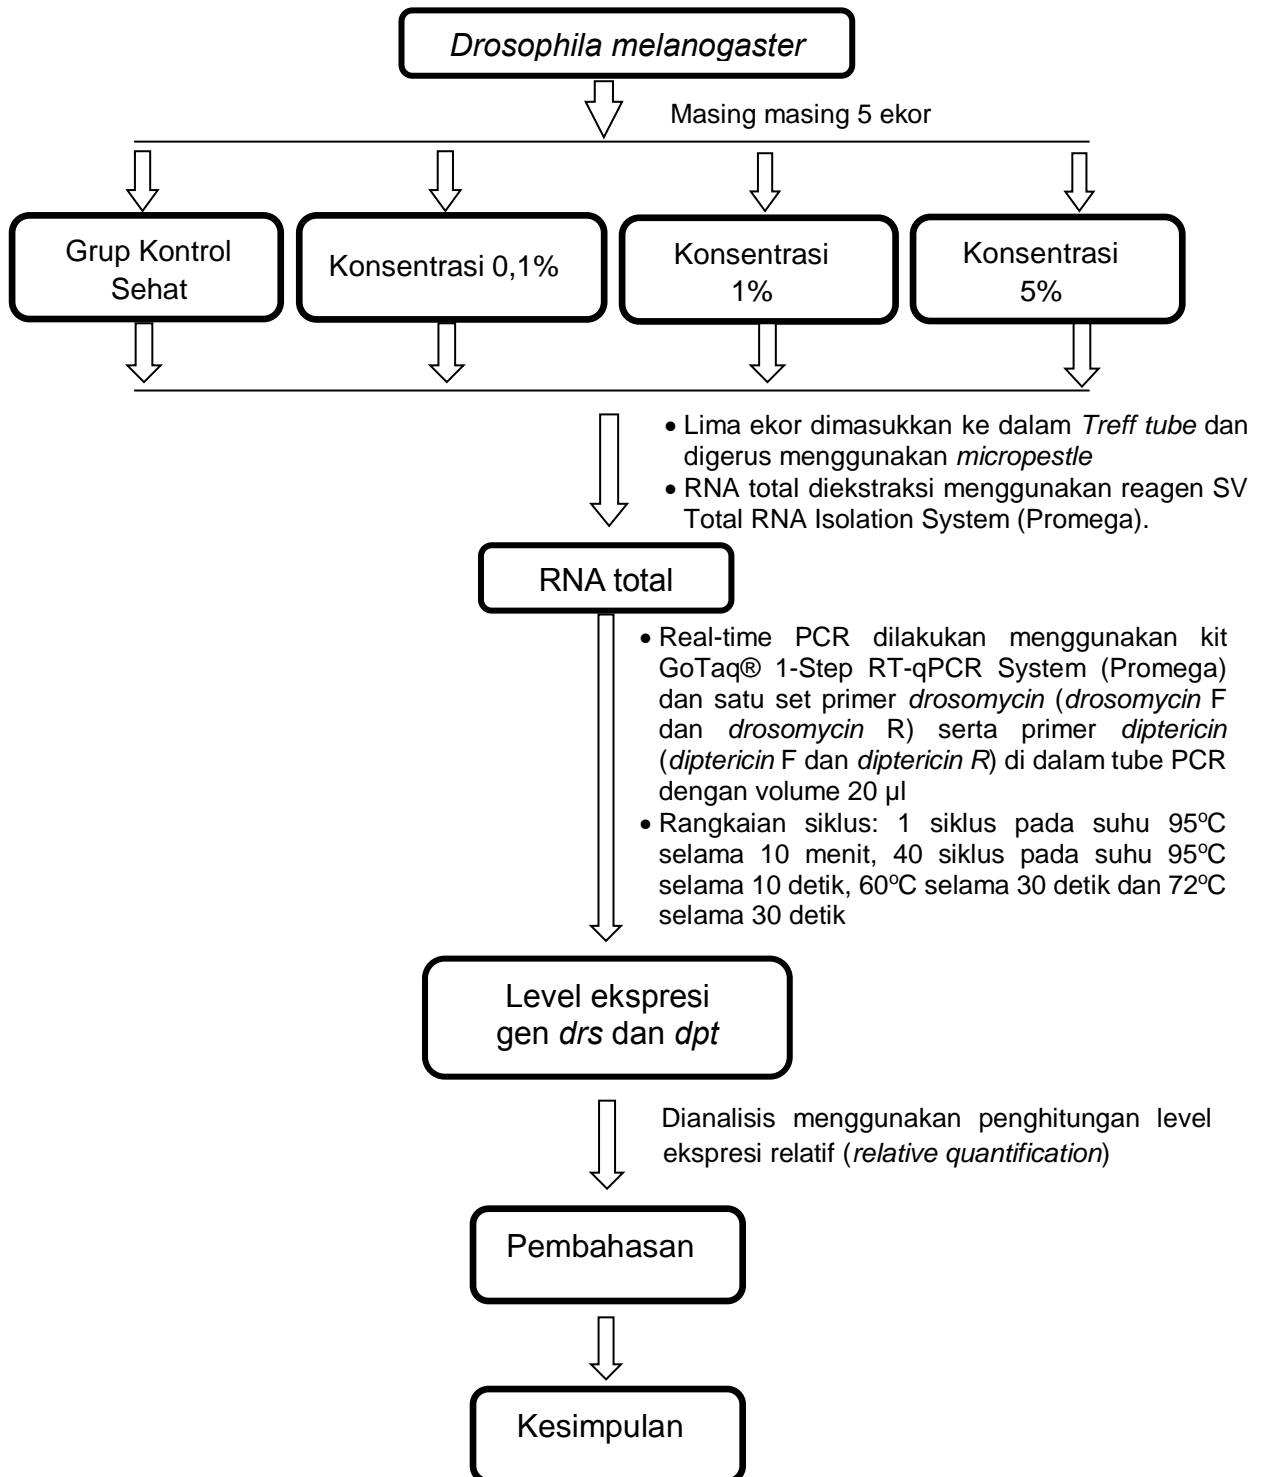 Drosophila melanogaster
Masing masing 5 ekor
Grup Kontrol
Sehat
Konsentrasi 0,1%
Konsentrasi
1%
Konsentrasi
5%
• Lima ekor dimasukkan ke dalam Treff tube dan
digerus menggunakan micropestle
• RNA total diekstraksi menggunakan reagen SV
Total RNA Isolation System (Promega).
RNA total
• Real-time PCR dilakukan menggunakan kit
GoTaq® 1-Step RT-qPCR System (Promega)
dan satu set primer drosomycin (drosomycin F
dan drosomycin R) serta primer diptericin
(diptericin F dan diptericin R) di dalam tube PCR
dengan volume 20 µl
• Rangkaian siklus: 1 siklus pada suhu 95ºC
selama 10 menit, 40 siklus pada suhu 95ºC
selama 10 detik, 60ºC selama 30 detik dan 72ºC
selama 30 detik
Level ekspresi
gen drs dan dpt
Dianalisis menggunakan penghitungan level
ekspresi relatif (relative quantification)
Pembahasan
Kesimpulan